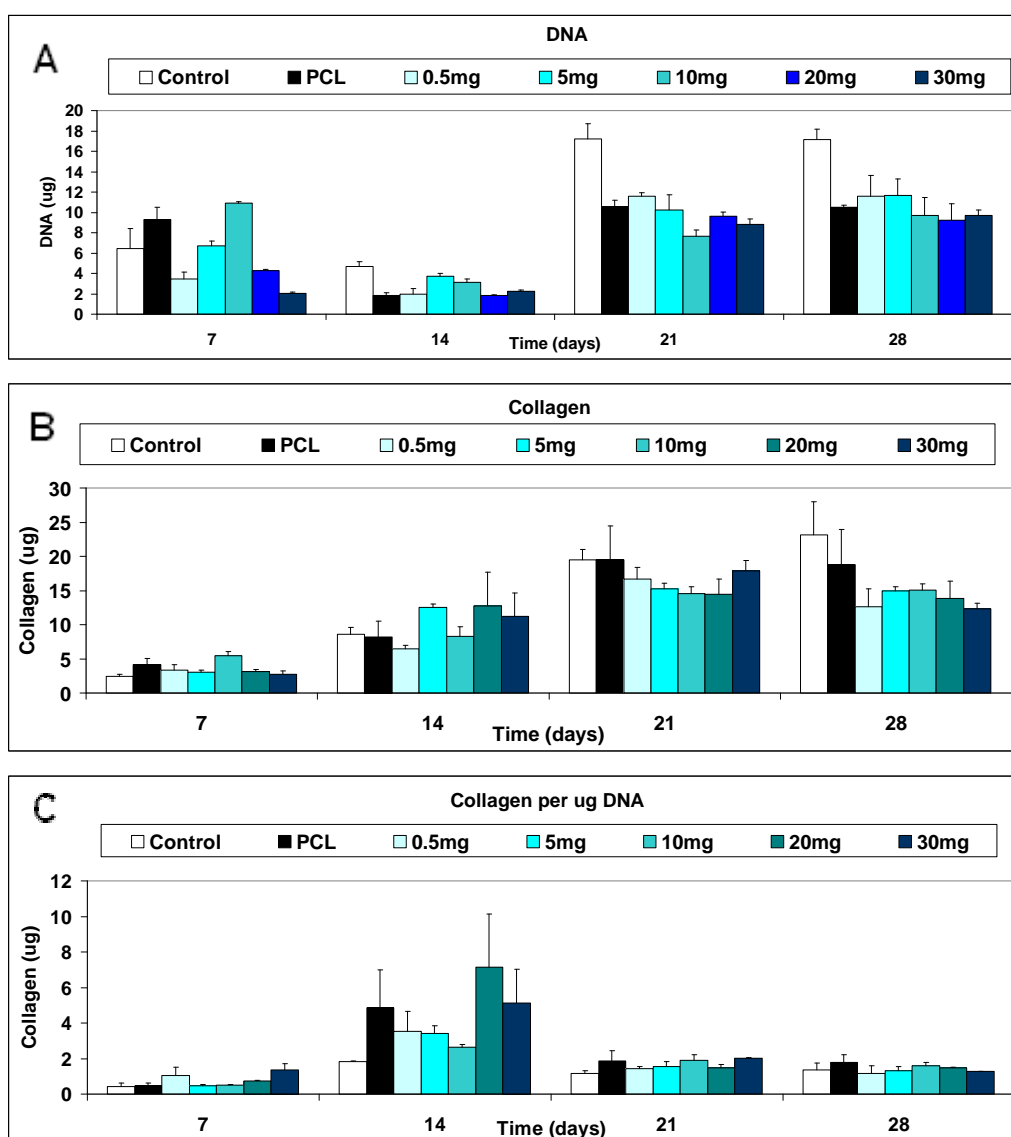 A
DNA
Control PCL 0.5mg 5mg 10mg 20mg 30mg
20
18
16
14
12
10
8
6
4
2
0
DNA (ug)
7 14 21 28
Time (days)
B
Collagen
Control PCL 0.5mg 5mg 10mg 20mg 30mg
30
25
20
15
10
5
0
Collagen (ug)
7 14 21 28
Time (days)
C
Collagen per ug DNA
Control PCL 0.5mg 5mg 10mg 20mg 30mg
12
10
8
6
4
2
0
Collagen (ug)
7 14 21 28
Time (days)